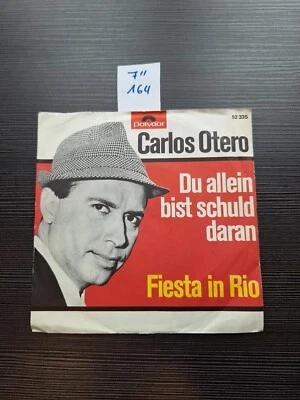 7"
164
Polydor
52 335
Carlos Otero
Du allein
bist schuld
daran
Fiesta in Rio